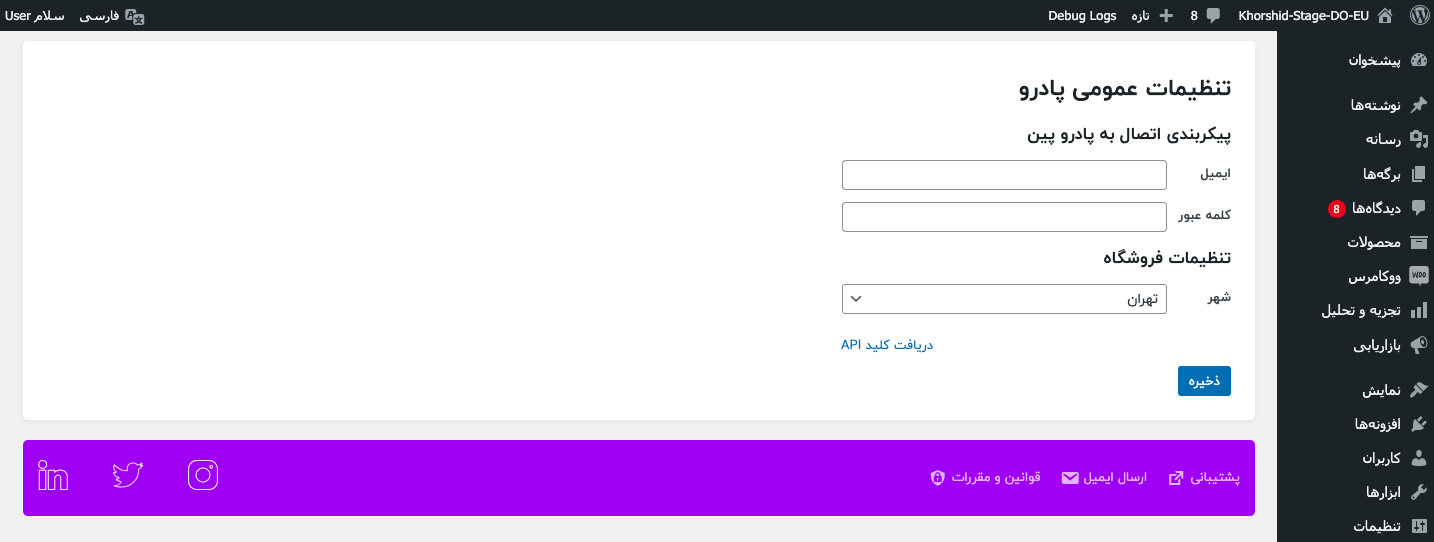 Khorshid-Stage-DO-EU
8
تازه
Debug Logs
فارسی
سلام User
پیشخوان
نوشته‌ها
رسانه
برگه‌ها
دیدگاه‌ها 8
محصولات
ووکامرس
تجزیه و تحلیل
بازاریابی
نمایش
افزونه‌ها
کاربران
ابزارها
تنظیمات
تنظیمات عمومی پادرو
پیکربندی اتصال به پادرو پین
ایمیل
کلمه عبور
تنظیمات فروشگاه
شهر
تهران
دریافت کلید API
ذخیره
پشتیبانی
ارسال ایمیل
قوانین و مقررات